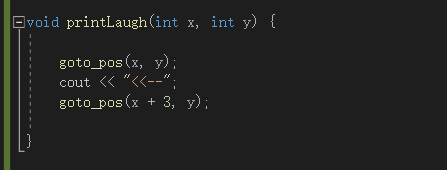 void printLaugh(int x, int y) {
goto_pos(x, y);
cout << "<<--";
goto_pos(x + 3, y);
}